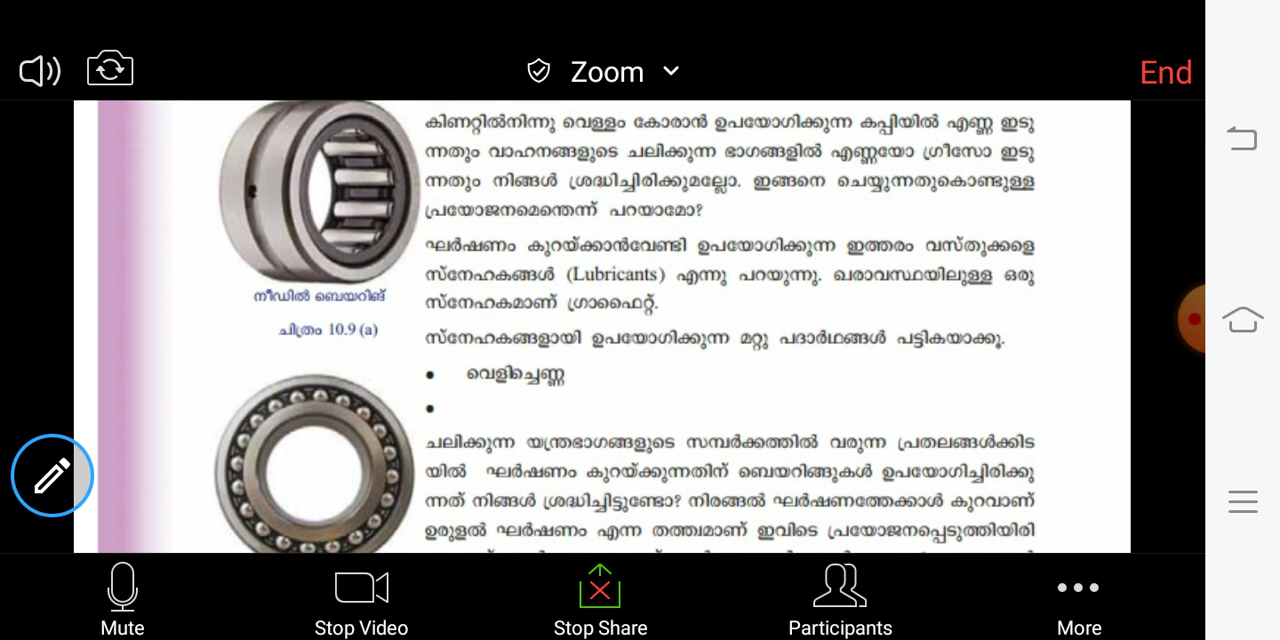 Zoom
End
കിണറ്റിൽനിന്നു വെള്ളം കോരാൻ ഉപയോഗിക്കുന്ന കപ്പിയിൽ എണ്ണ ഇടു
ന്നതും വാഹനങ്ങളുടെ ചലിക്കുന്ന ഭാഗങ്ങളിൽ എണ്ണയോ ഗ്രീസോ ഇടു
ന്നതും നിങ്ങൾ ശ്രദ്ധിച്ചിരിക്കുമല്ലോ. ഇങ്ങനെ ചെയ്യുന്നതുകൊണ്ടുള്ള
പ്രയോജനമെന്തെന്ന് പറയാമോ?
ഘർഷണം കുറയ്ക്കാൻവേണ്ടി ഉപയോഗിക്കുന്ന ഇത്തരം വസ്തുക്കളെ
സ്നേഹകങ്ങൾ (Lubricants) എന്നു പറയുന്നു. ഖരാവസ്ഥയിലുള്ള ഒരു
സ്നേഹകമാണ് ഗ്രാഫൈറ്റ്.
നീഡിൽ ബെയറിങ്
ചിത്രം 10.9 (a)
സ്നേഹകങ്ങളായി ഉപയോഗിക്കുന്ന മറ്റു പദാർഥങ്ങൾ പട്ടികയാക്കൂ.
• വെളിച്ചെണ്ണ
•
ചലിക്കുന്ന യന്ത്രഭാഗങ്ങളുടെ സമ്പർക്കത്തിൽ വരുന്ന പ്രതലങ്ങൾക്കിട
യിൽ ഘർഷണം കുറയ്ക്കുന്നതിന് ബെയറിങ്ങുകൾ ഉപയോഗിച്ചിരിക്കു
ന്നത് നിങ്ങൾ ശ്രദ്ധിച്ചിട്ടുണ്ടോ? നിരങ്ങൽ ഘർഷണത്തേക്കാൾ കുറവാണ്
ഉരുളൽ ഘർഷണം എന്ന തത്ത്വമാണ് ഇവിടെ പ്രയോജനപ്പെടുത്തിയിരി
Mute
Stop Video
Stop Share
Participants
More